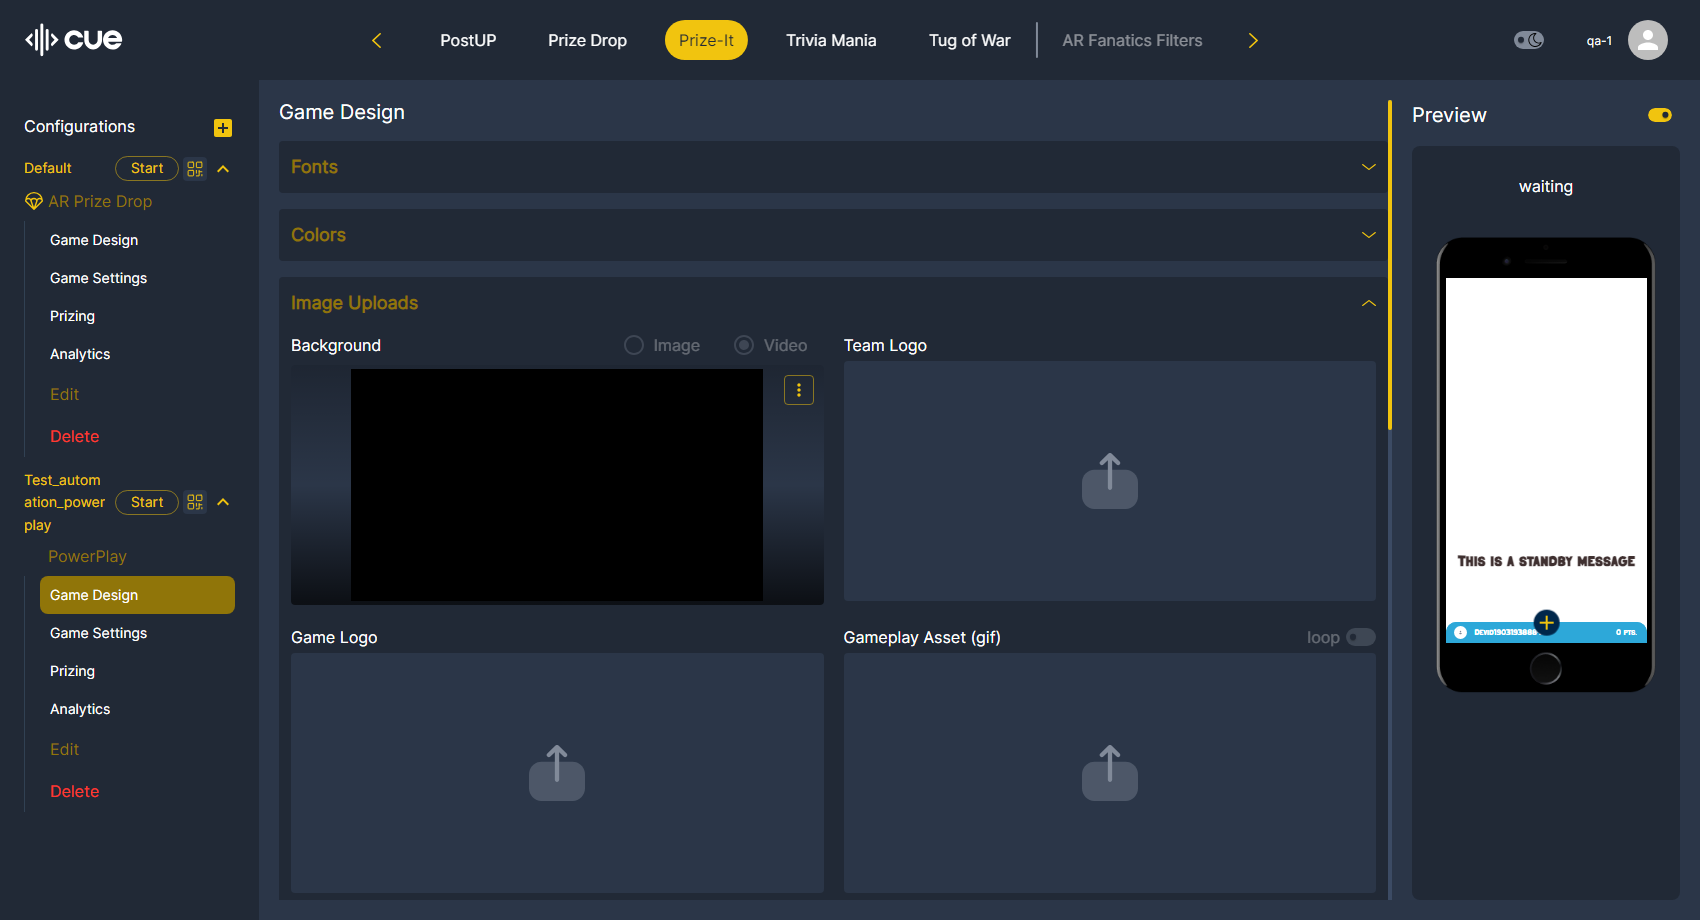 cue
PostUP
Prize Drop
Prize-It
Trivia Mania
Tug of War
AR Fanatics Filters
qa-1
Configurations
Default
Start
AR Prize Drop
Game Design
Game Settings
Prizing
Analytics
Edit
Delete
Test_autom
ation_power
play
Start
PowerPlay
Game Design
Game Settings
Prizing
Analytics
Edit
Delete
Game Design
Fonts
Colors
Image Uploads
Background
Image
Video
Team Logo
Game Logo
Gameplay Asset (gif)
loop
Preview
waiting
This is a standby message
0 pts.